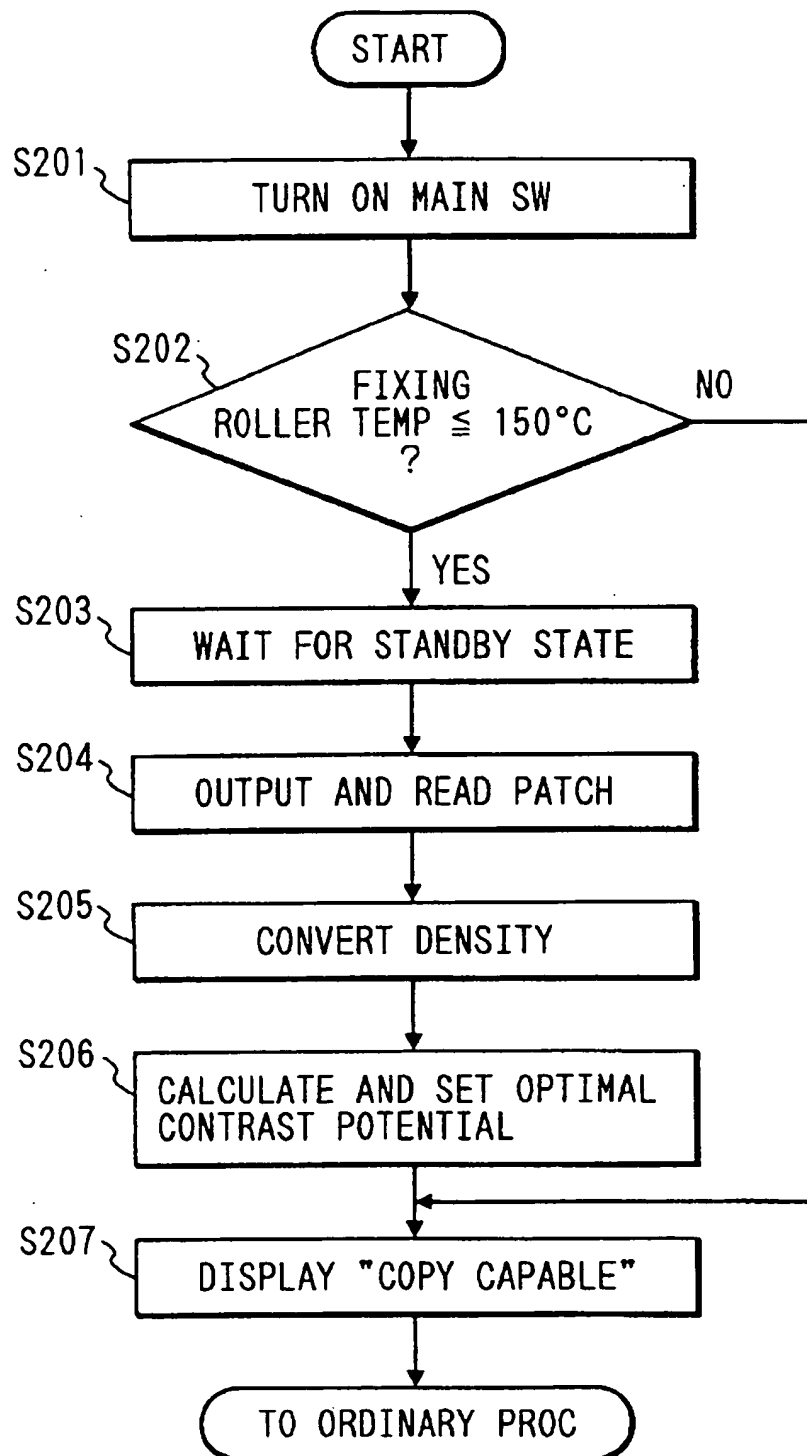 START
S201
TURN ON MAIN SW
S202
FIXING
ROLLER TEMP ≦ 150°C
?
NO
YES
S203
WAIT FOR STANDBY STATE
S204
OUTPUT AND READ PATCH
S205
CONVERT DENSITY
S206
CALCULATE AND SET OPTIMAL
CONTRAST POTENTIAL
S207
DISPLAY "COPY CAPABLE"
TO ORDINARY PROC